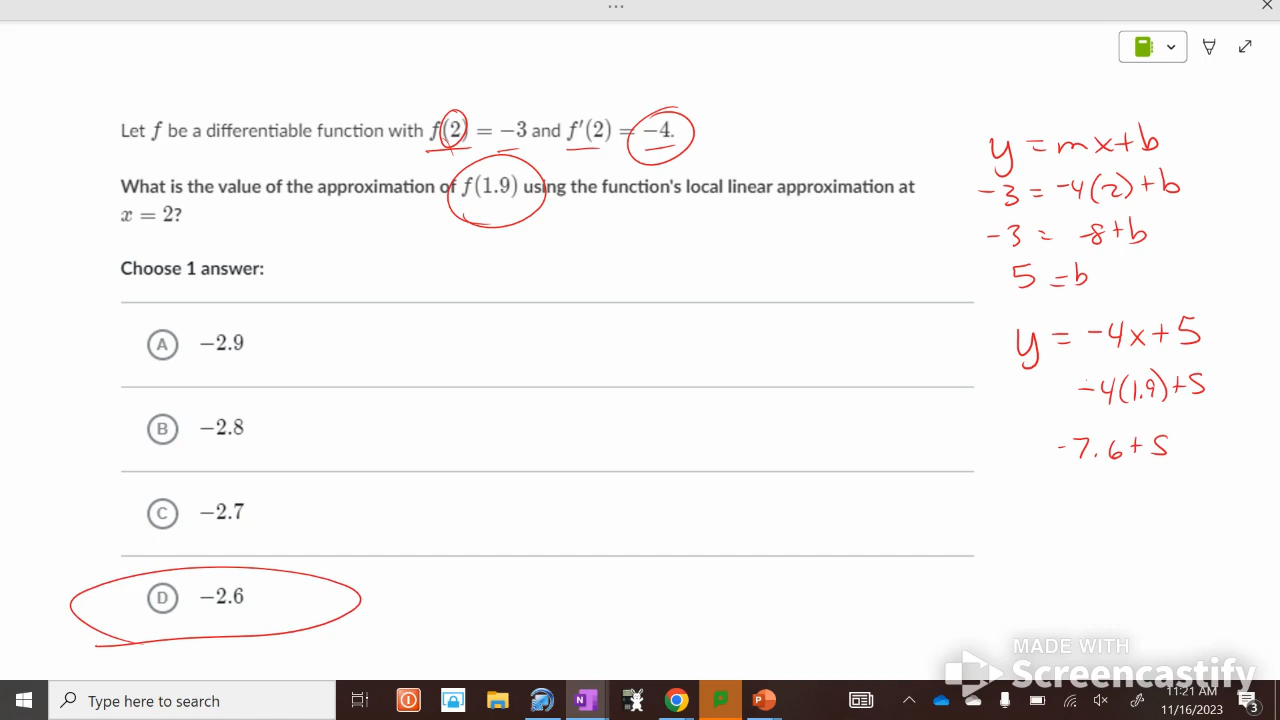 Let f be a differentiable function with f(2) = −3 and f′(2) = −4.
What is the value of the approximation of f(1.9) using the function's local linear approximation at
x = 2?
Choose 1 answer:
A −2.9
B −2.8
C −2.7
D −2.6
y = mx+b
-3 = -4(2)+b
-3 = -8+b
5 = b
y = -4x+5
-4(1.9)+5
-7.6+5
MADE WITH
Screencastify
Type here to search
11:21 AM
11/16/2023
3